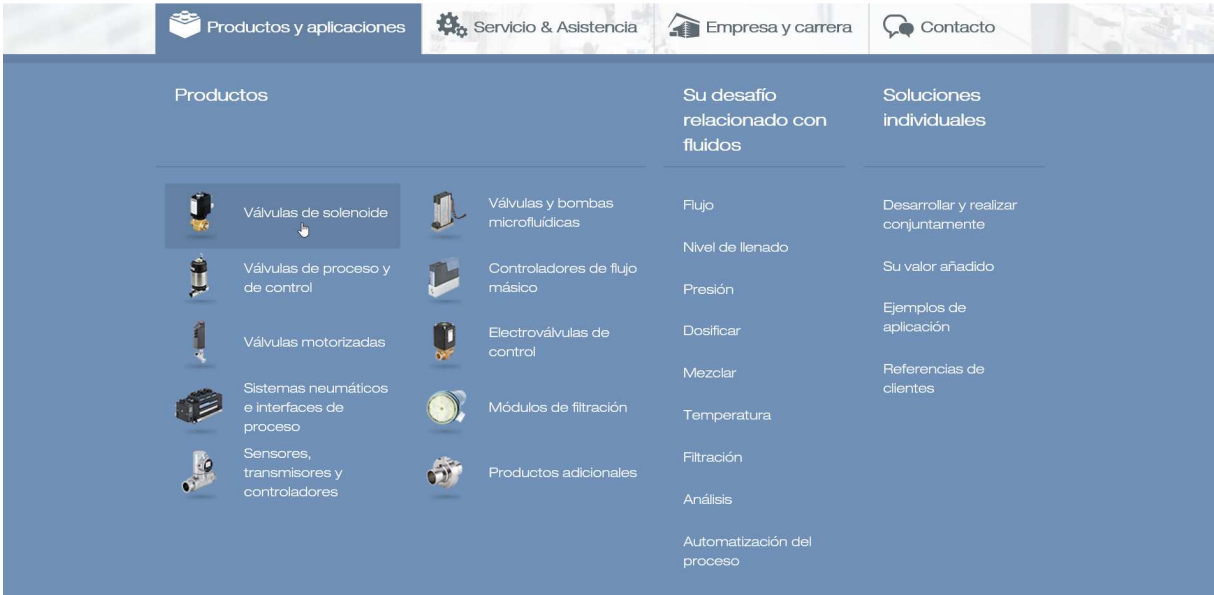 Productos y aplicaciones
Servicio & Asistencia
Empresa y carrera
Contacto
Productos
Válvulas de solenoide
Válvulas de proceso y
de control
Válvulas motorizadas
Sistemas neumáticos
e interfaces de
proceso
Sensores,
transmisores y
controladores
Válvulas y bombas
microfluídicas
Controladores de flujo
másico
Electroválvulas de
control
Módulos de filtración
Productos adicionales
Su desafío
relacionado con
fluidos
Flujo
Nivel de llenado
Presión
Dosificar
Mezclar
Temperatura
Filtración
Análisis
Automatización del
proceso
Soluciones
individuales
Desarrollar y realizar
conjuntamente
Su valor añadido
Ejemplos de
aplicación
Referencias de
clientes